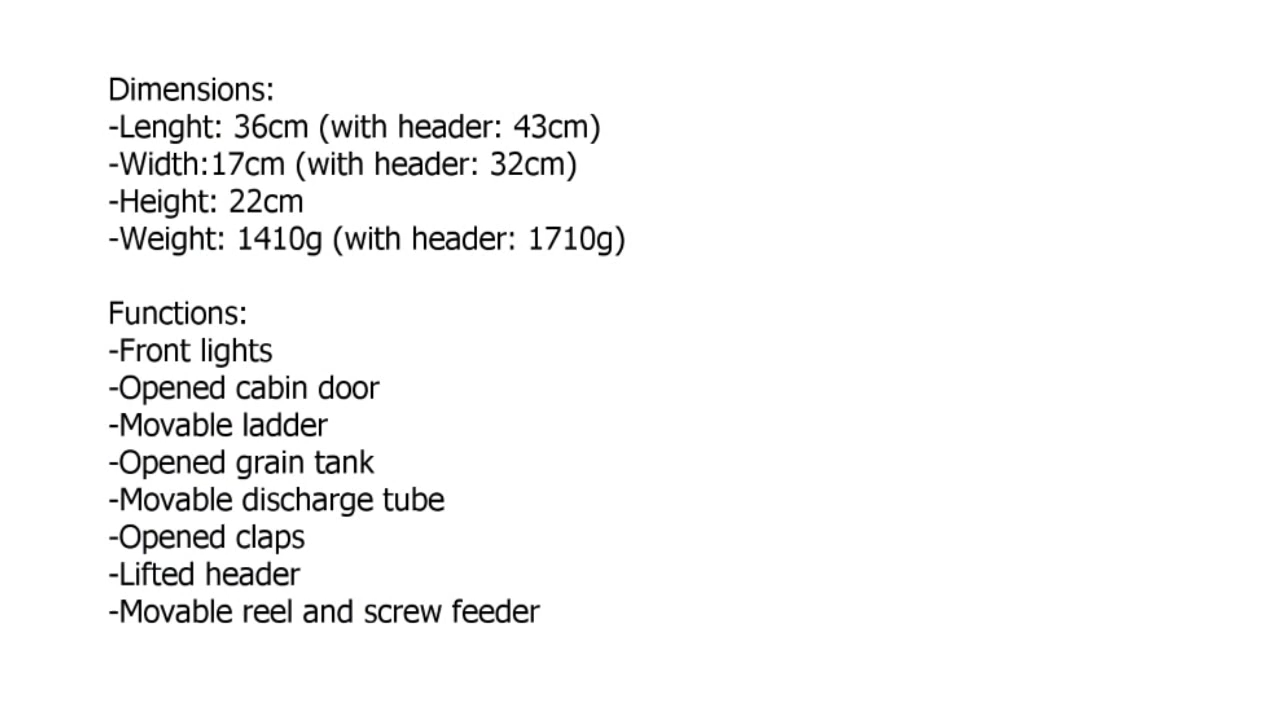 Dimensions:
-Lenght: 36cm (with header: 43cm)
-Width:17cm (with header: 32cm)
-Height: 22cm
-Weight: 1410g (with header: 1710g)
Functions:
-Front lights
-Opened cabin door
-Movable ladder
-Opened grain tank
-Movable discharge tube
-Opened claps
-Lifted header
-Movable reel and screw feeder